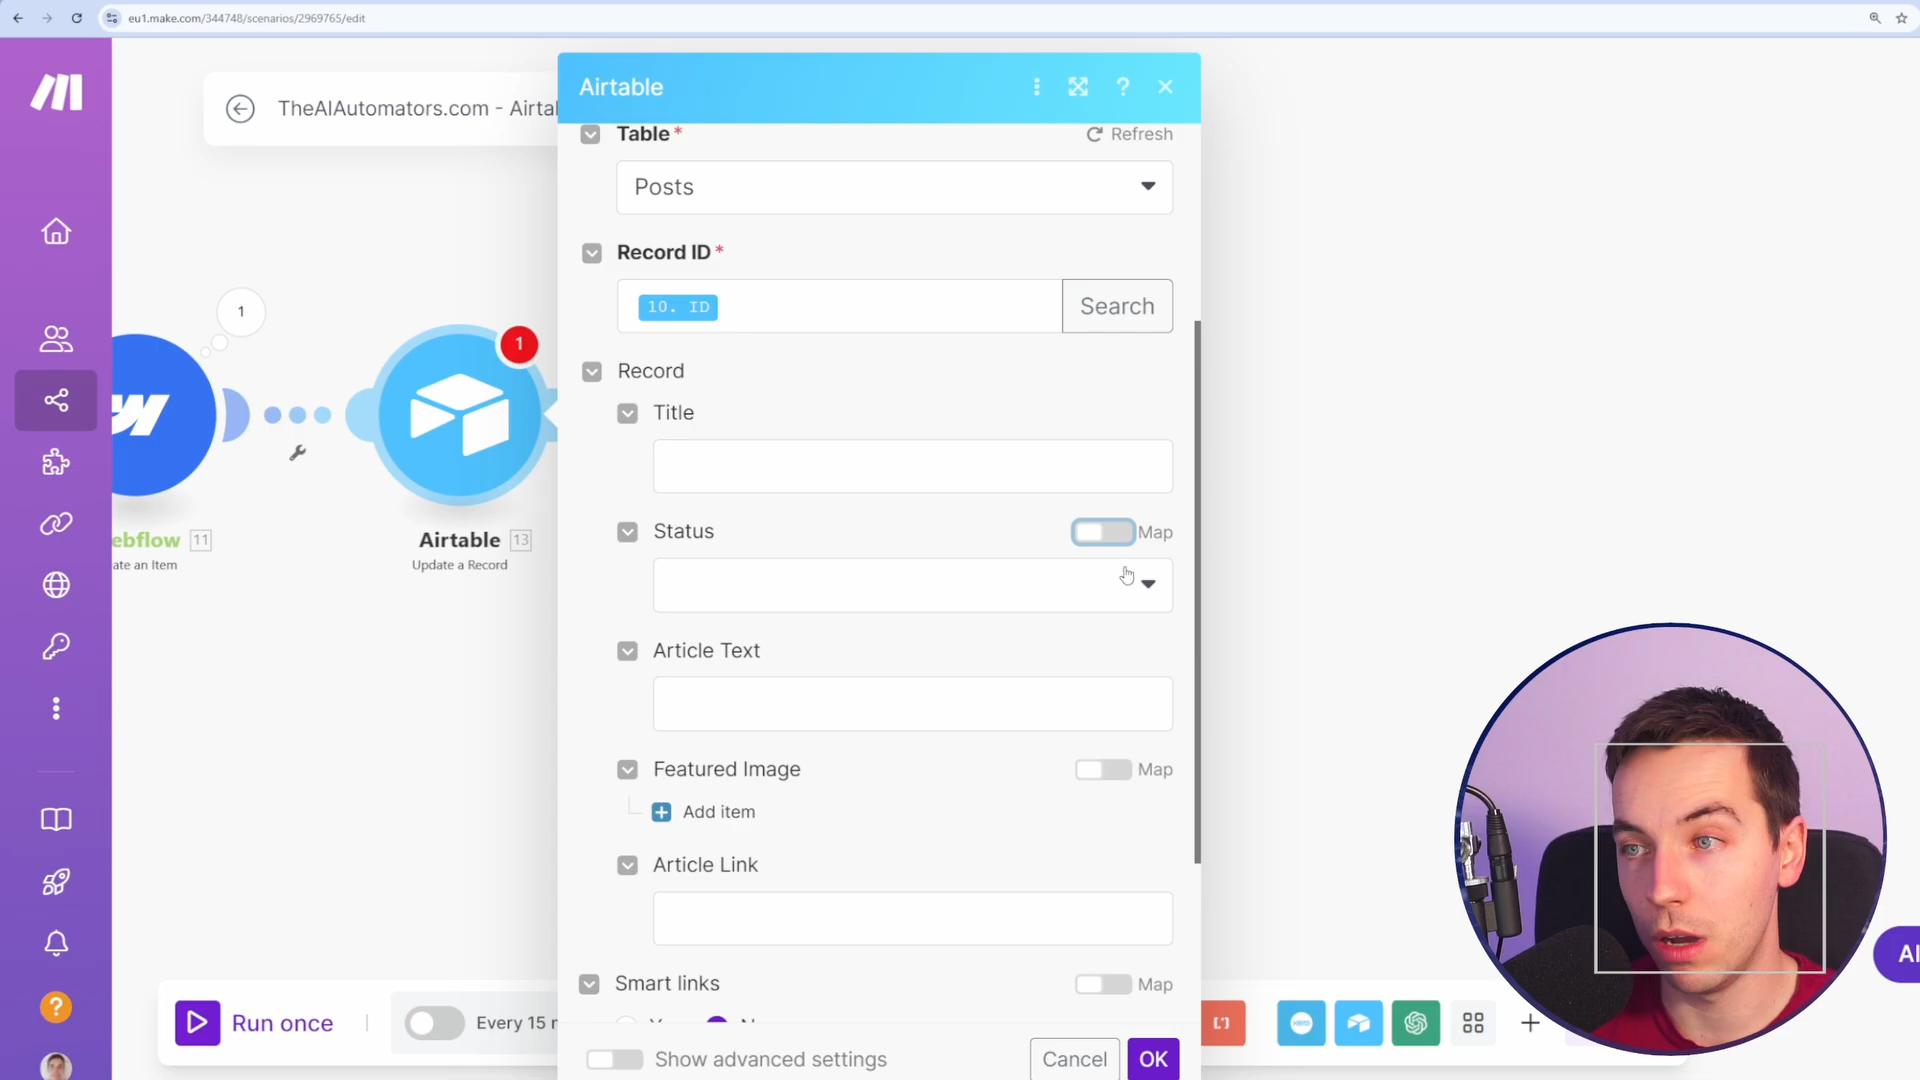 eu1.make.com/344748/scenarios/2969765/edit
TheAIAutomators.com - Airtal
Airtable
Table *
Refresh
Posts
Record ID *
10. ID
Search
Record
Title
Status
Map
Article Text
Featured Image
Map
Add item
Article Link
Smart links
Map
Show advanced settings
Cancel
OK
1
1
ebflow 11
ate an Item
Airtable 13
Update a Record
Run once
Every 15 r
AI